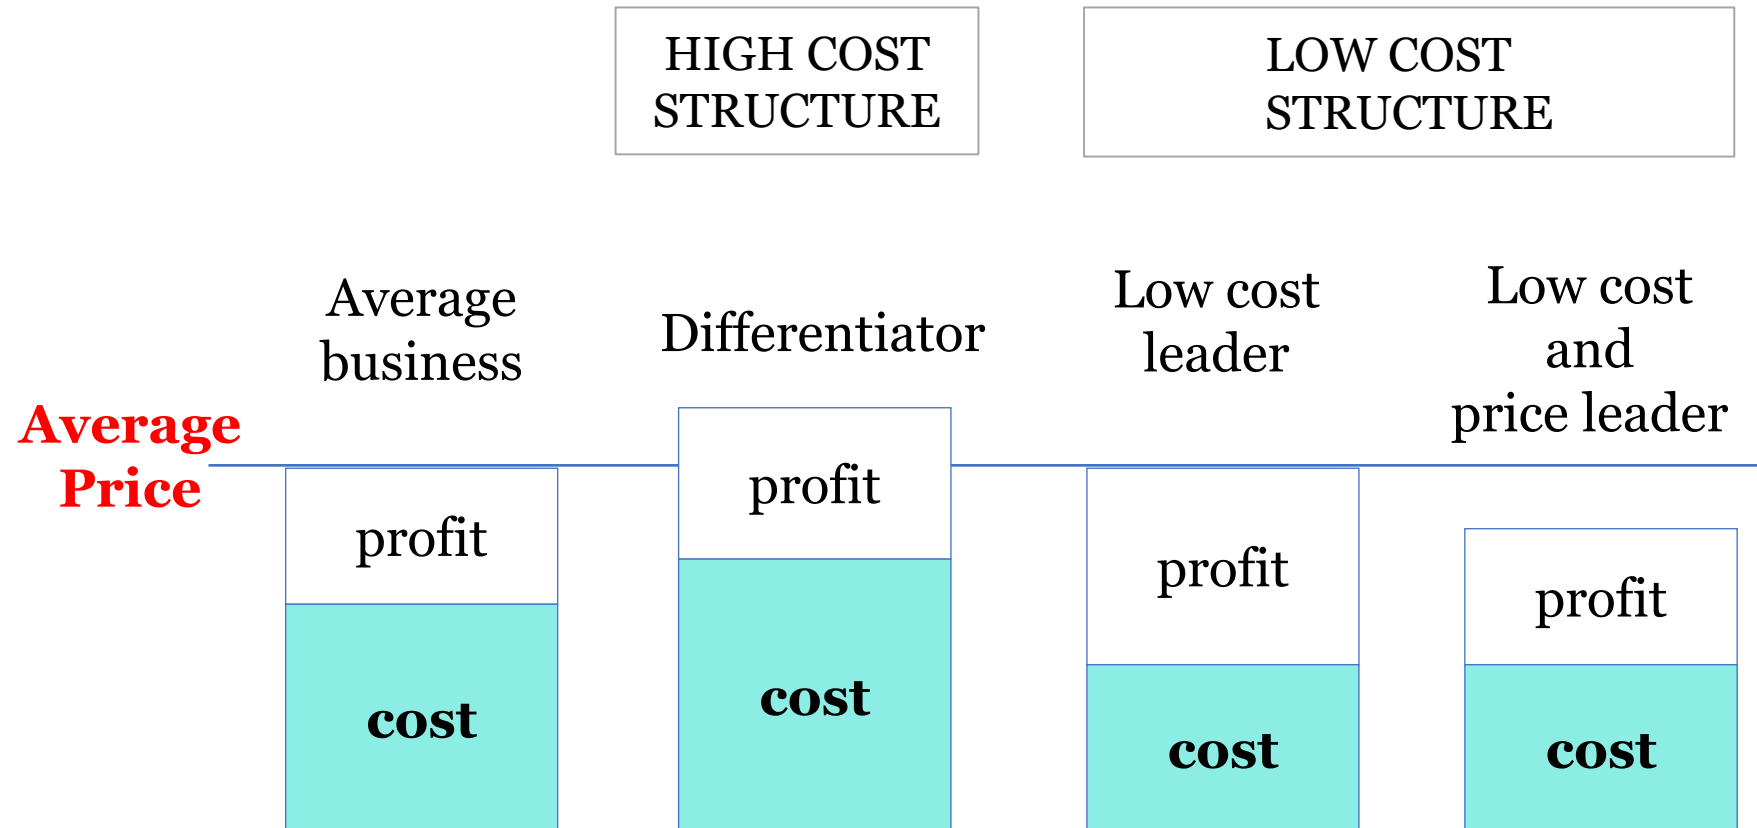 HIGH COST
STRUCTURE
LOW COST
STRUCTURE
Average
business
Differentiator
Low cost
leader
Low cost
and
price leader
Average
Price
profit
profit
profit
profit
cost
cost
cost
cost